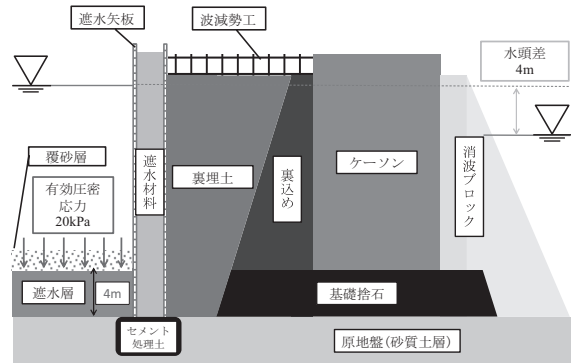 遮水矢板
波減勢工
水頭差
4m
覆砂層
有効圧密
応力
20kPa
遮水材料
裏埋土
裏込め
ケーソン
消波ブロック
遮水層
4m
基礎捨石
セメント
処理土
原地盤(砂質土層)